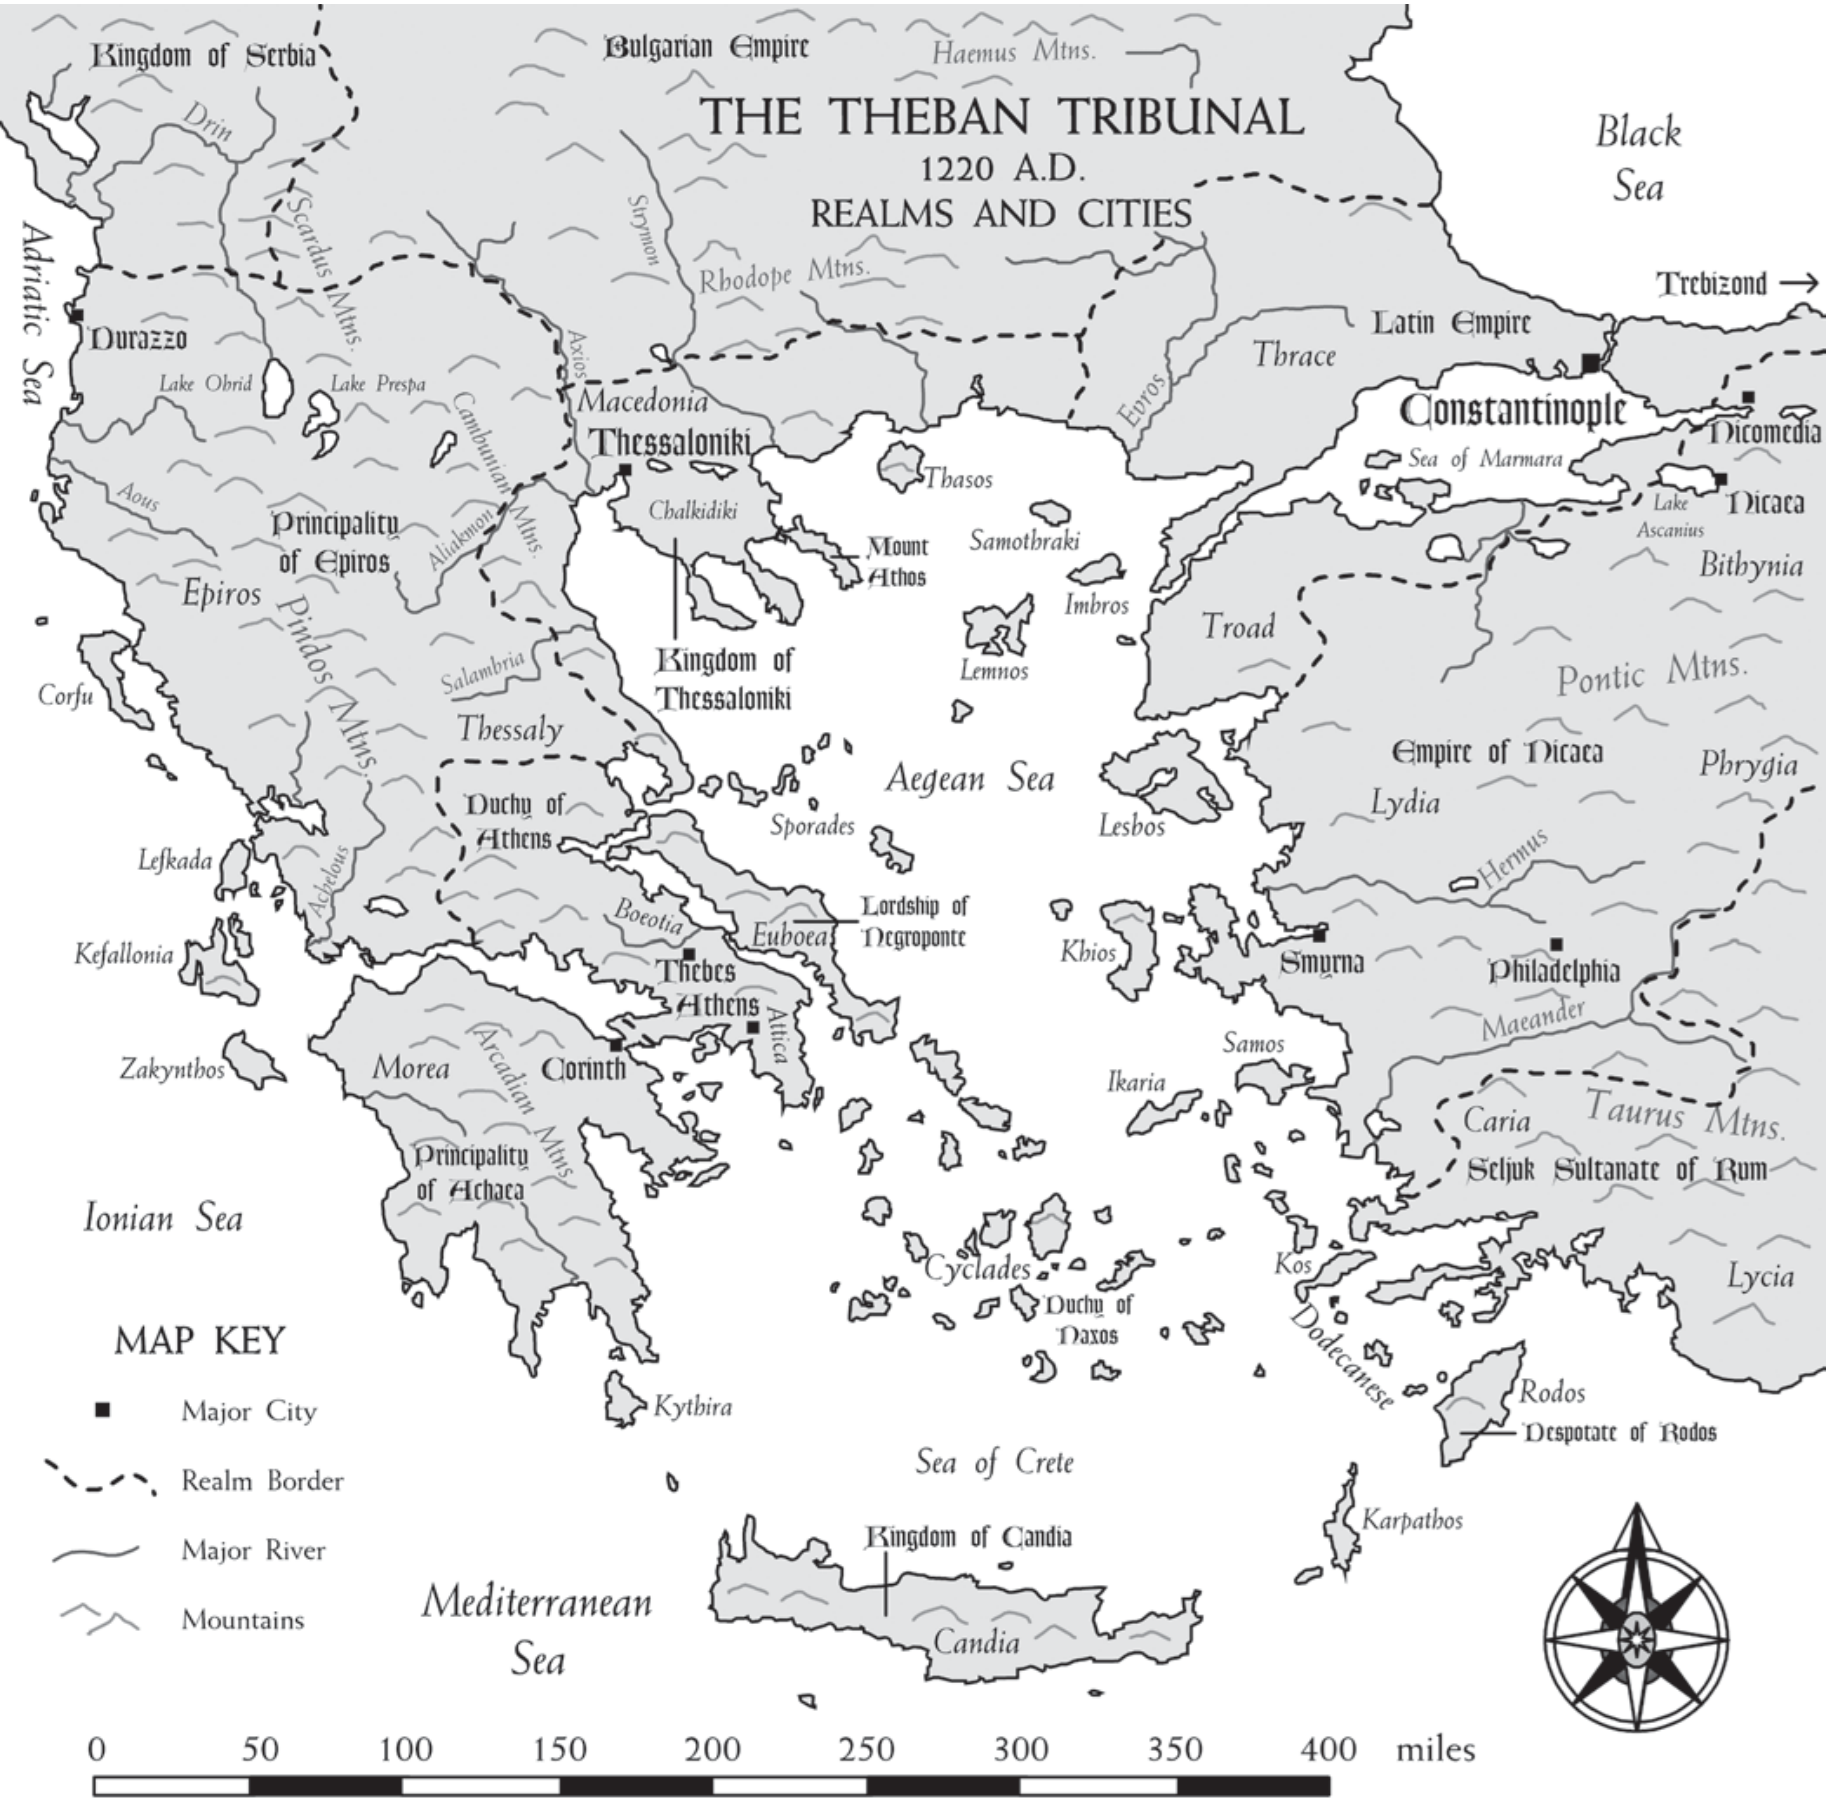 Kingdom of Serbia
Bulgarian Empire
Haemus Mtns.
THE THEBAN TRIBUNAL
1220 A.D.
REALMS AND CITIES
Black
Sea
Drin
Scardus Mtns.
Strymon
Rhodope Mtns.
Adriatic Sea
Trebizond
Durazzo
Latin Empire
Thrace
Axios
Lake Ohrid
Lake Prespa
Macedonia
Evros
Constantinople
Cambunian Mtns.
Thessaloniki
Nicomedia
Sea of Marmara
Thasos
Aous
Chalkidiki
Lake
Ascanius
Nicaea
Principality
of Epiros
Aliakmon
Samothraki
Mount
Athos
Bithynia
Epiros
Imbros
Troad
Pindos Mtns.
Kingdom of
Thessaloniki
Lemnos
Salambria
Pontic Mtns.
Corfu
Thessaly
Empire of Nicaea
Phrygia
Aegean Sea
Lydia
Duchy of
Athens
Sporades
Lesbos
Lefkada
Hermus
Achelous
Boeotia
Lordship of
Negroponte
Euboea
Kefallonia
Khios
Smyrna
Philadelphia
Thebes
Athens
Attica
Maeander
Zakynthos
Morea
Arcadian Mtns.
Corinth
Samos
Ikaria
Caria
Taurus Mtns.
Principality
of Achaea
Seljuk Sultanate of Rum
Ionian Sea
Cyclades
Kos
Lycia
Duchy of
Naxos
Dodecanese
MAP KEY
Major City
Kythira
Rodos
Despotate of Rodos
Sea of Crete
Realm Border
Karpathos
Kingdom of Candia
Major River
Mediterranean
Sea
Mountains
Candia
0 50 100 150 200 250 300 350 400 miles